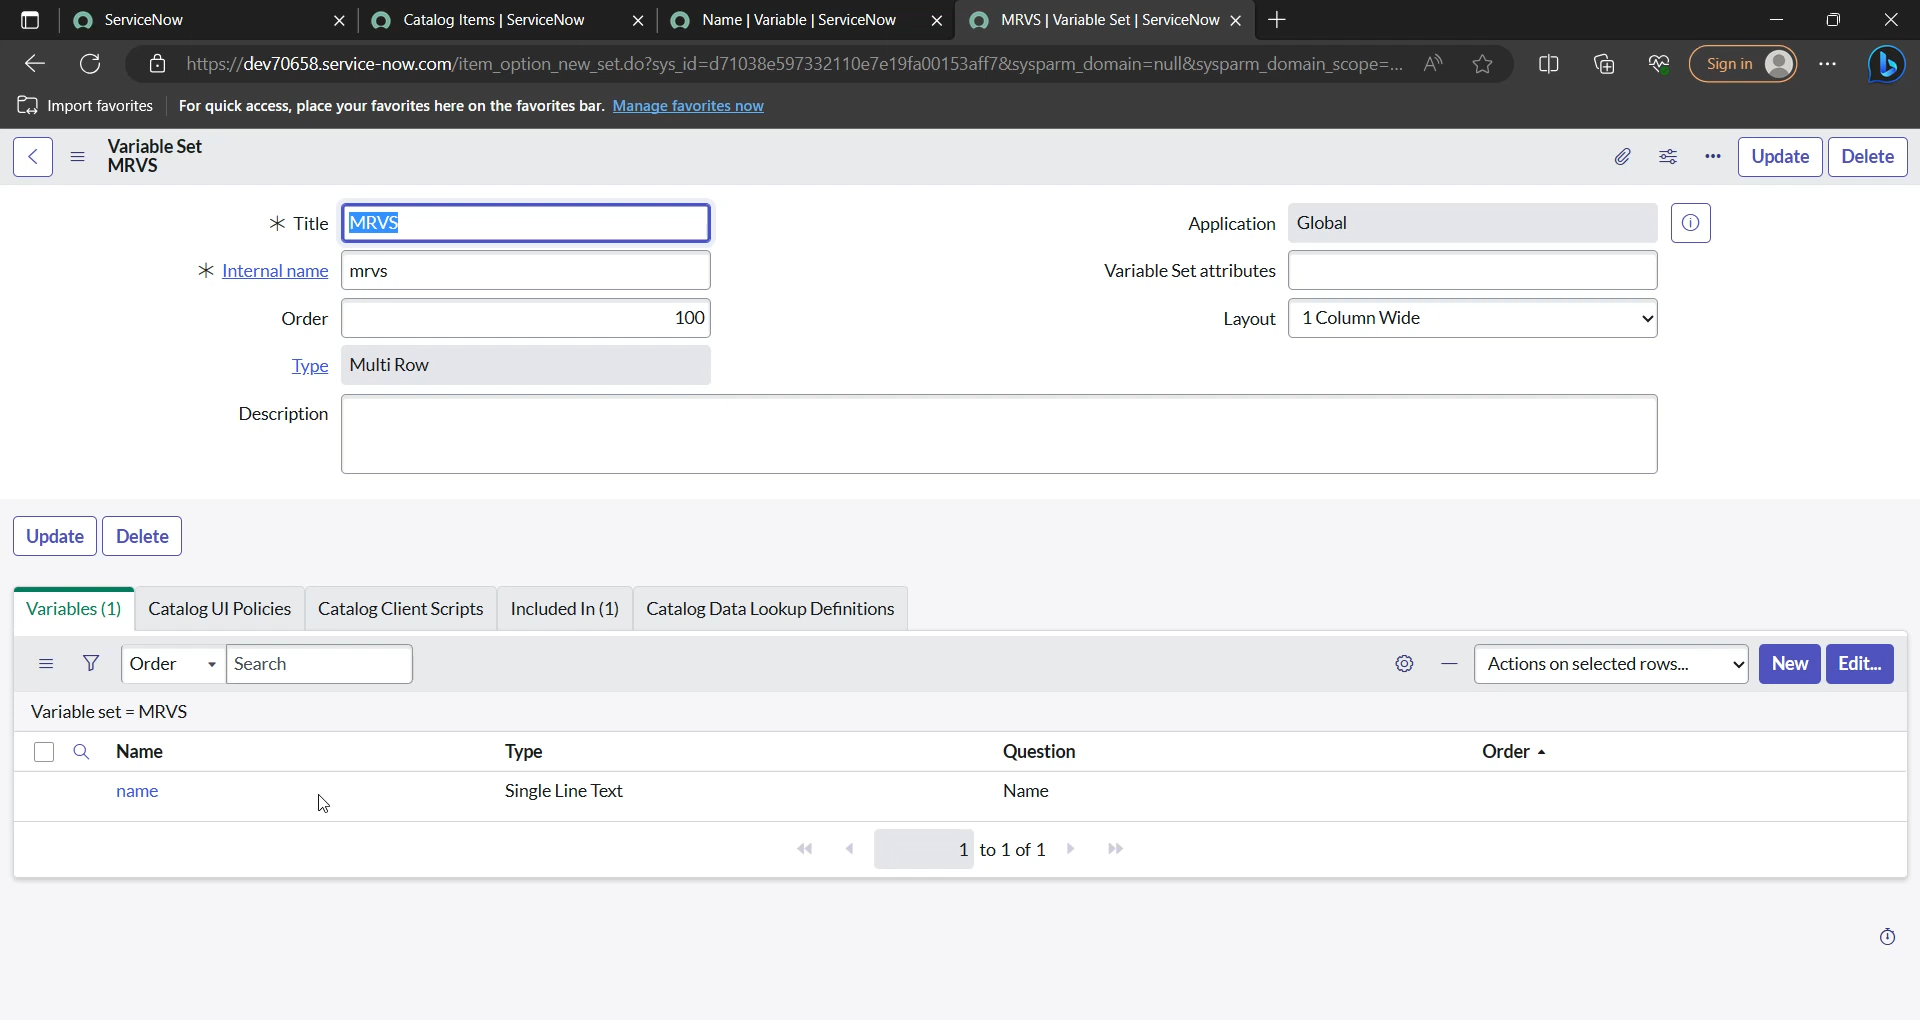 ServiceNow
Catalog Items | ServiceNow
Name | Variable | ServiceNow
MRVS | Variable Set | ServiceNow
https://dev70658.service-now.com/item_option_new_set.do?sys_id=d71038e597332110e7e19fa00153aff7&sysparm_domain=null&sysparm_domain_scope=...
Sign in
Import favorites
For quick access, place your favorites here on the favorites bar. Manage favorites now
Variable Set
MRVS
Update
Delete
Title
MRVS
Application
Global
Internal name
mrvs
Variable Set attributes
Order
100
Layout
1 Column Wide
Type
Multi Row
Description
Update
Delete
Variables (1)
Catalog UI Policies
Catalog Client Scripts
Included In (1)
Catalog Data Lookup Definitions
Order
Search
Actions on selected rows...
New
Edit...
Variable set = MRVS
Name
Type
Question
Order
name
Single Line Text
Name
1 to 1 of 1